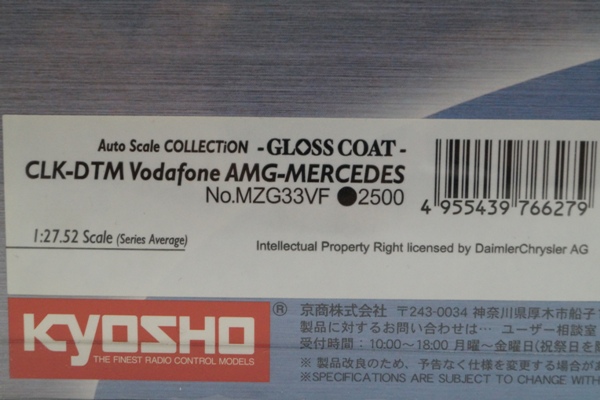 Auto Scale COLLECTiON - GLOSS COAT -
CLK-DTM Vodafone AMG-MERCEDES
No.MZG33VF ●2500
4 955439 766279
1:27.52 Scale (Series Average)
Intellectual Property Right licensed by DaimlerChrysler AG
KYOSHO ®
THE FINEST RADIO CONTROL MODELS
京商株式会社 〒243-0034 神奈川県厚木市船子1
製品に対するお問い合わせは… ユーザー相談室
受付時間：10:00〜18:00 月曜〜金曜日(祝祭日を
※ 製品改良のため、予告なく仕様を変更する場合があ
※SPECIFICATIONS ARE SUBJECT TO CHANGE WITH